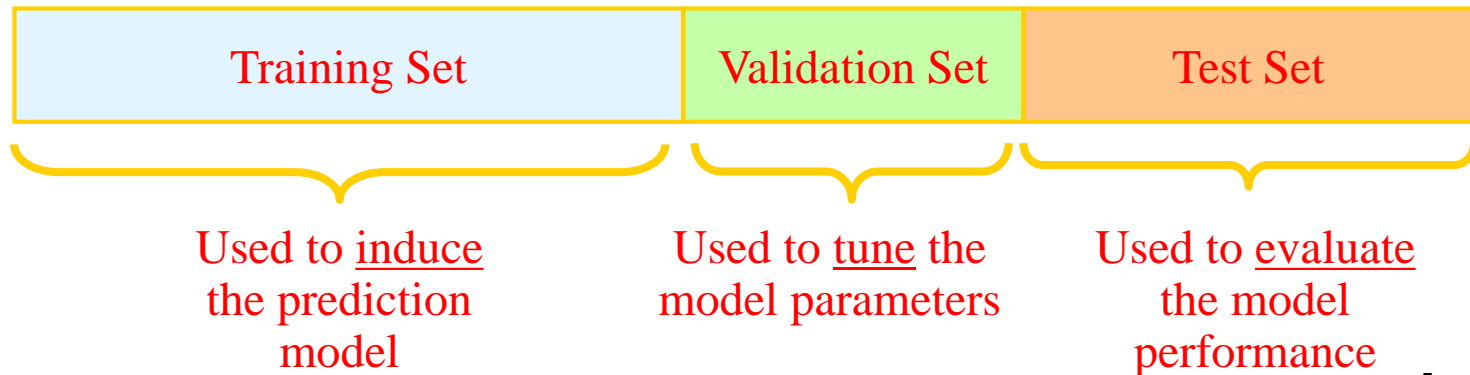 Training Set
Validation Set
Test Set
Used to induce
the prediction
model
Used to tune the
model parameters
Used to evaluate
the model
performance